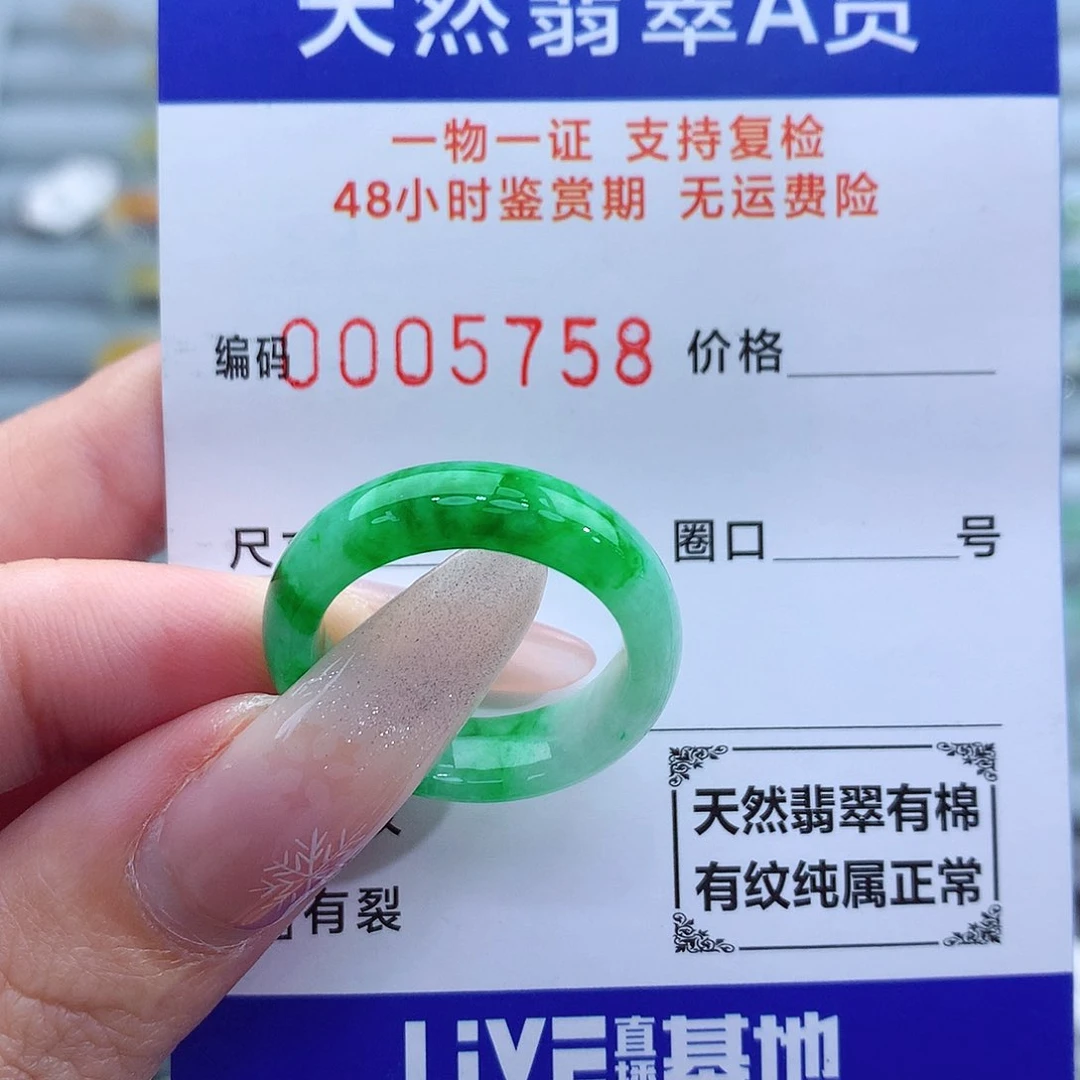 天然翡翠A货
一物一证 支持复检
48小时鉴赏期 无运费险
编码0005758 价格
尺 圈口 号
天然翡翠有棉
有纹纯属正常
有裂
LiVE直播基地